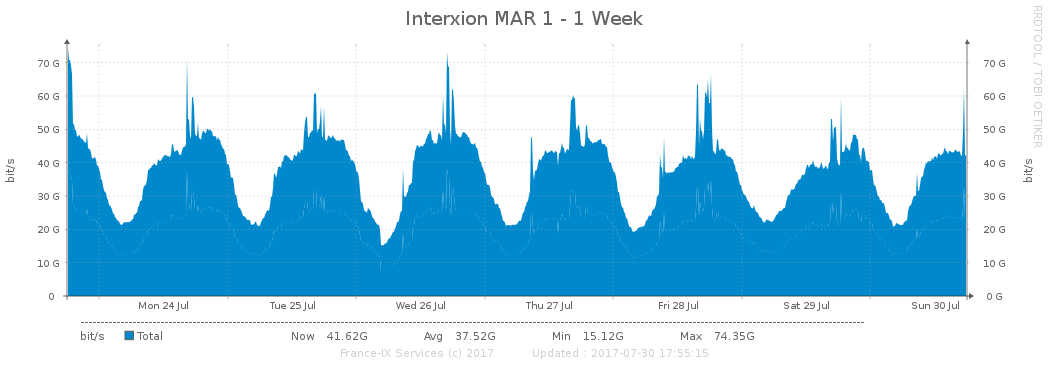 Interxion MAR 1 - 1 Week
RRDTOOL / TOBI OETIKER
bit/s
70 G 70 G
60 G 60 G
50 G 50 G
40 G 40 G
30 G 30 G
20 G 20 G
10 G 10 G
0 0 G
bit/s
Mon 24 Jul Tue 25 Jul Wed 26 Jul Thu 27 Jul Fri 28 Jul Sat 29 Jul Sun 30 Jul
bit/s Total Now 41.62G Avg 37.52G Min 15.12G Max 74.35G
France-IX Services (c) 2017 Updated : 2017-07-30 17:55:15